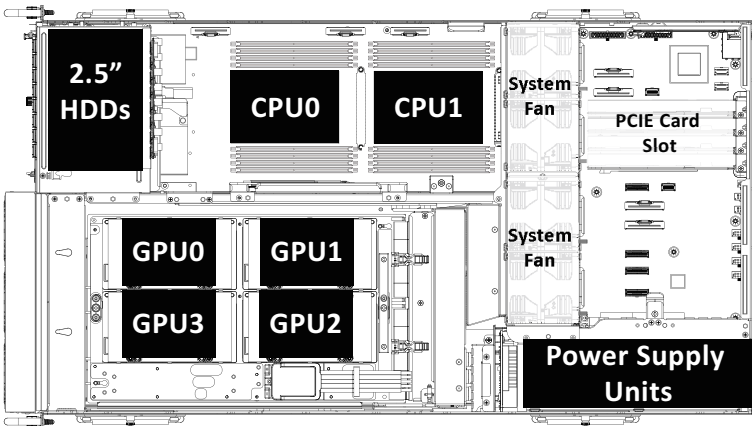 2.5”
HDDs
CPU0
CPU1
System
Fan
PCIE Card
Slot
GPU0
GPU1
System
Fan
GPU3
GPU2
Power Supply
Units